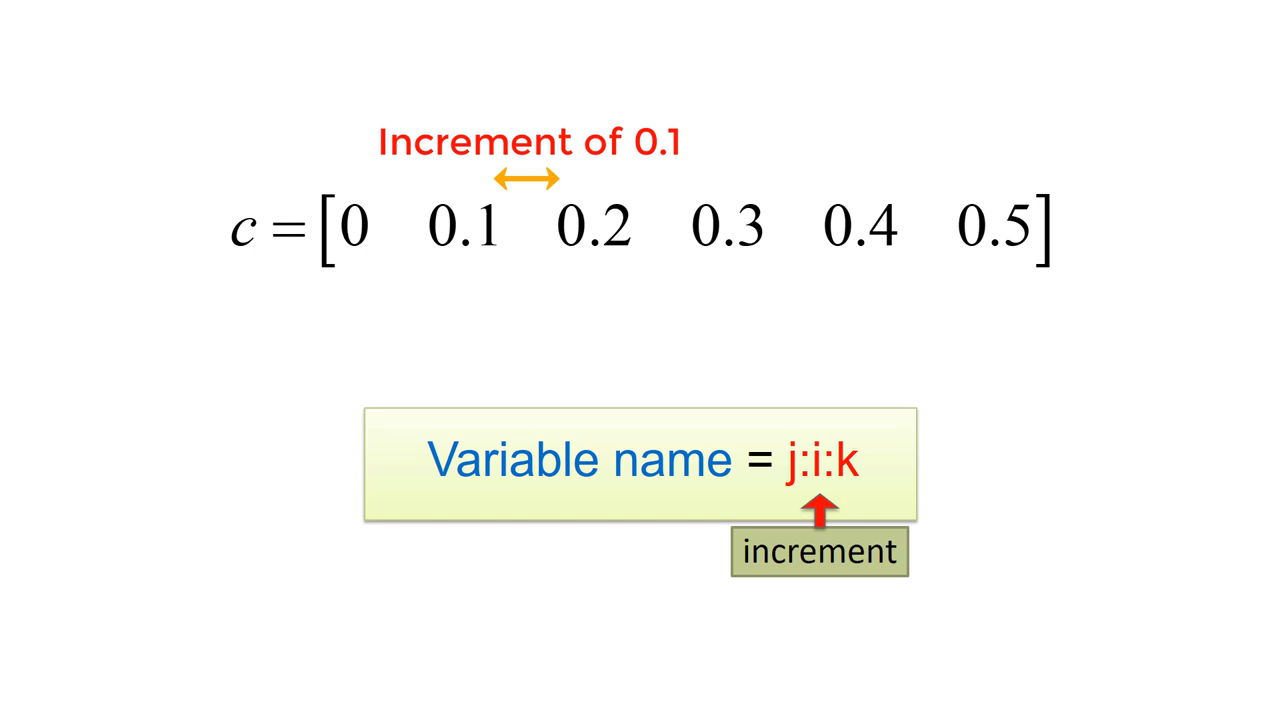 Increment of 0.1
c = [0 0.1 0.2 0.3 0.4 0.5]
Variable name = j:i:k
increment